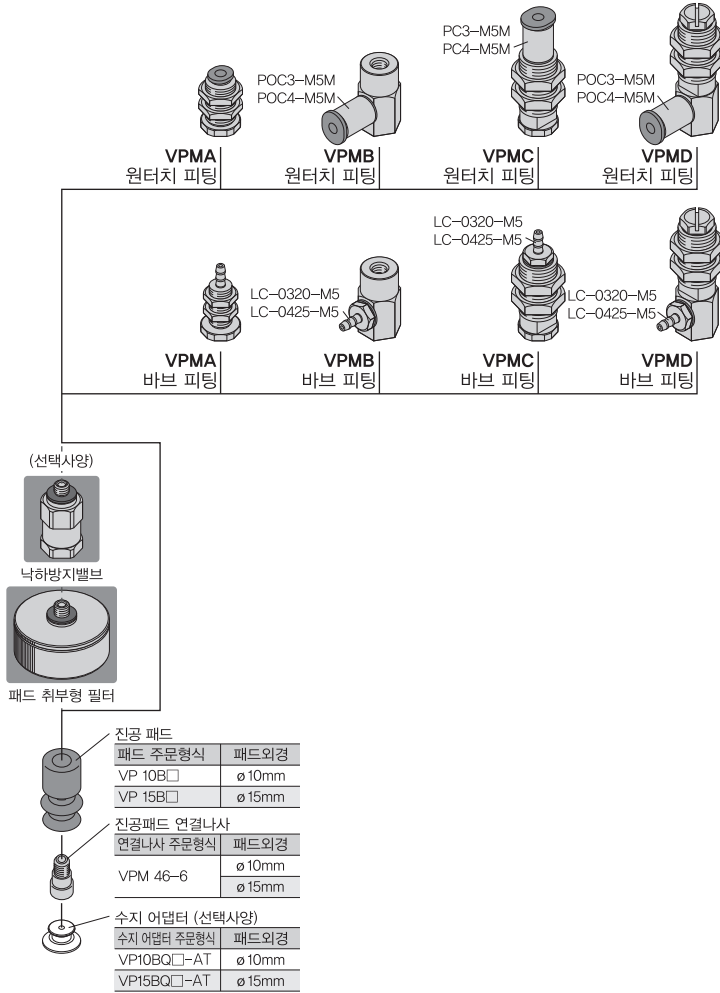 PC3-M5M
PC4-M5M
POC3-M5M
POC4-M5M
POC3-M5M
POC4-M5M
VPMA
원터치 피팅
VPMB
원터치 피팅
VPMC
원터치 피팅
VPMD
원터치 피팅
LC-0320-M5
LC-0425-M5
LC-0320-M5
LC-0425-M5
LC-0320-M5
LC-0425-M5
VPMA
바브 피팅
VPMB
바브 피팅
VPMC
바브 피팅
VPMD
바브 피팅
(선택사양)
낙하방지밸브
패드 취부형 필터
진공 패드
패드 주문형식 패드외경
VP 10B□ ø10mm
VP 15B□ ø15mm
진공패드 연결나사
연결나사 주문형식 패드외경
VPM 46-6 ø10mm
ø15mm
수지 어댑터 (선택사양)
수지 어댑터 주문형식 패드외경
VP10BQ□-AT ø10mm
VP15BQ□-AT ø15mm